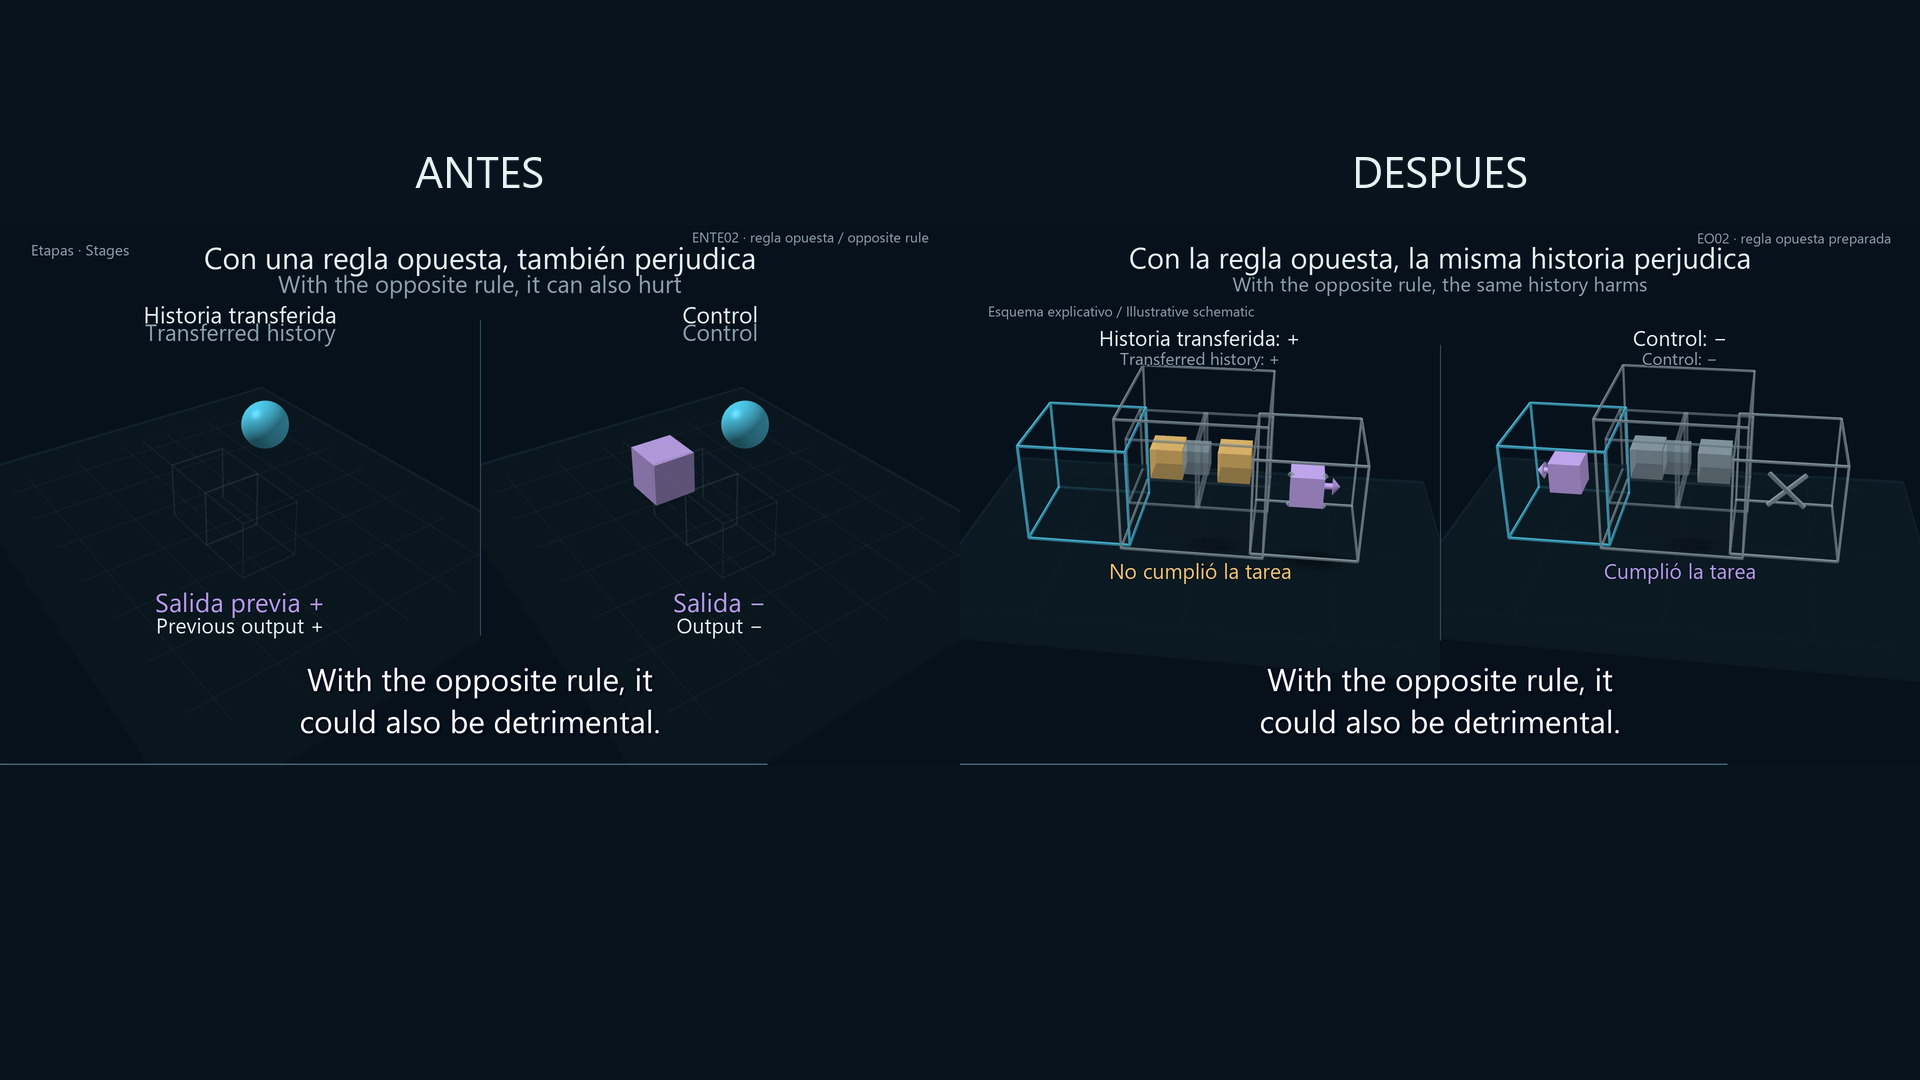 ANTES
Etapas · Stages
ENTE02 · regla opuesta / opposite rule
Con una regla opuesta, también perjudica
With the opposite rule, it can also hurt
Historia transferida
Transferred history
Control
Control
Salida previa +
Previous output +
Salida −
Output −
With the opposite rule, it
could also be detrimental.
DESPUES
EO02 · regla opuesta preparada
Con la regla opuesta, la misma historia perjudica
With the opposite rule, the same history harms
Esquema explicativo / Illustrative schematic
Historia transferida: +
Transferred history: +
Control: −
Control: −
No cumplió la tarea
Cumplió la tarea
With the opposite rule, it
could also be detrimental.